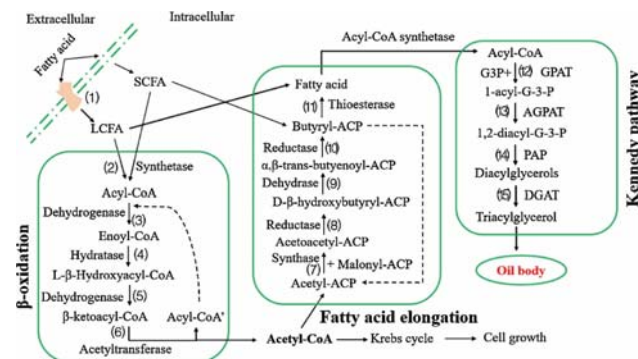 Extracellular
Intracellular
Fatty acid
(1)
SCFA
LCFA
(2) Synthetase
Acyl-CoA
Dehydrogenase (3)
Enoyl-CoA
Hydratase (4)
L-β-Hydroxyacyl-CoA
Dehydrogenase (5)
β-ketoacyl-CoA
(6)
Acetyltransferase
Acyl-CoA'
β-oxidation
Acetyl-CoA
Krebs cycle
Cell growth
Fatty acid elongation
Fatty acid
(11) Thioesterase
Butyryl-ACP
Reductase (10)
α,β-trans-butyenoyl-ACP
Dehydrase (9)
D-β-hydroxybutyryl-ACP
Reductase (8)
Acetoacetyl-ACP
Synthase
(7) + Malonyl-ACP
Acetyl-ACP
Acyl-CoA synthetase
Acyl-CoA
G3P+ (12) GPAT
1-acyl-G-3-P
(13) AGPAT
1,2-diacyl-G-3-P
(14) PAP
Diacylglycerols
(15) DGAT
Triacylglycerol
Oil body
Kennedy pathway